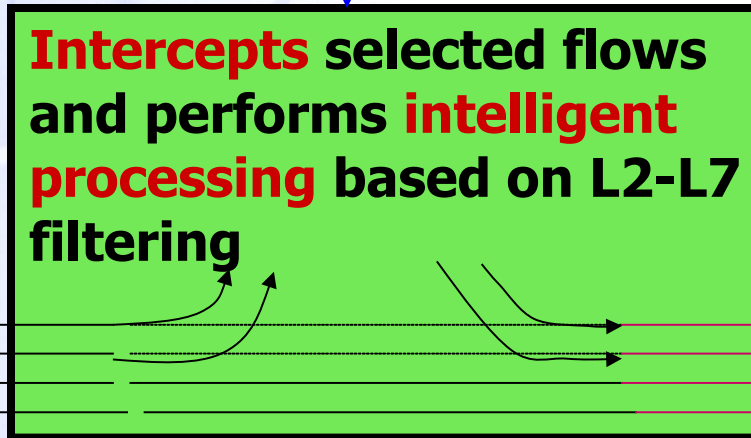 Intercepts selected flows
and performs intelligent
processing based on L2-L7
filtering